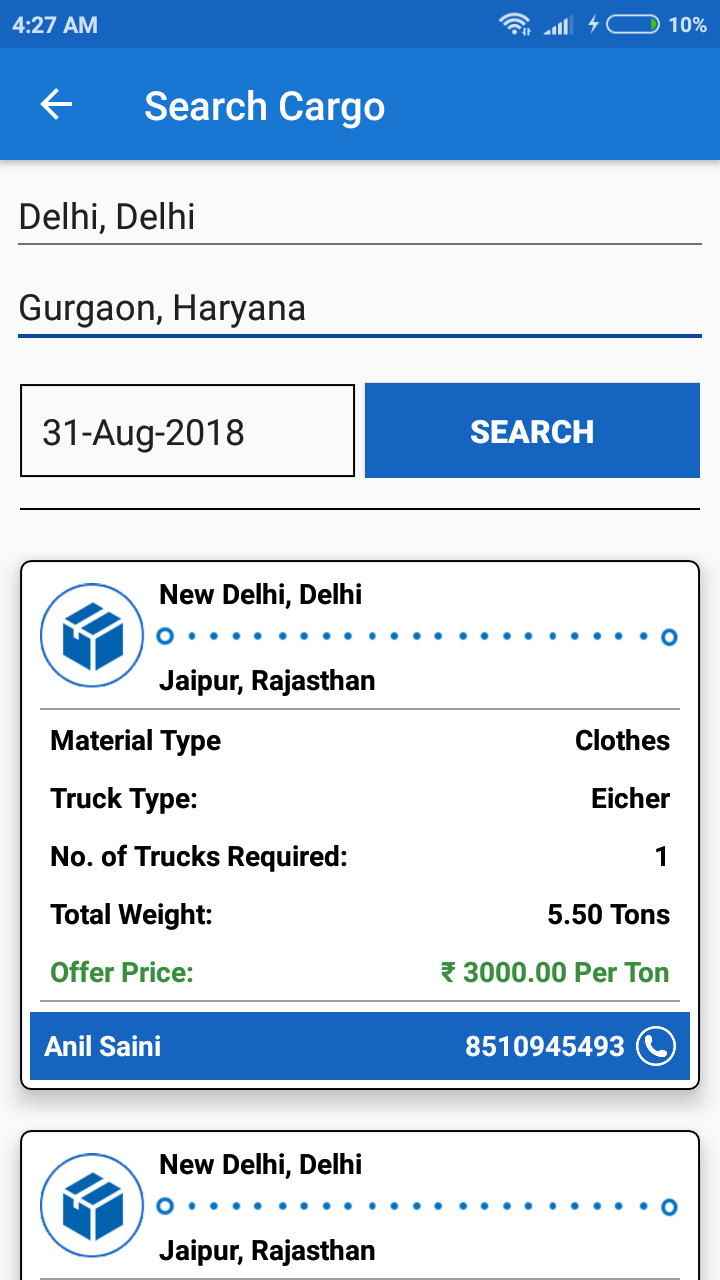 4:27 AM 10%
Search Cargo
Delhi, Delhi
Gurgaon, Haryana
31-Aug-2018 SEARCH
New Delhi, Delhi
Jaipur, Rajasthan
Material Type Clothes
Truck Type: Eicher
No. of Trucks Required: 1
Total Weight: 5.50 Tons
Offer Price: ₹ 3000.00 Per Ton
Anil Saini 8510945493
New Delhi, Delhi
Jaipur, Rajasthan